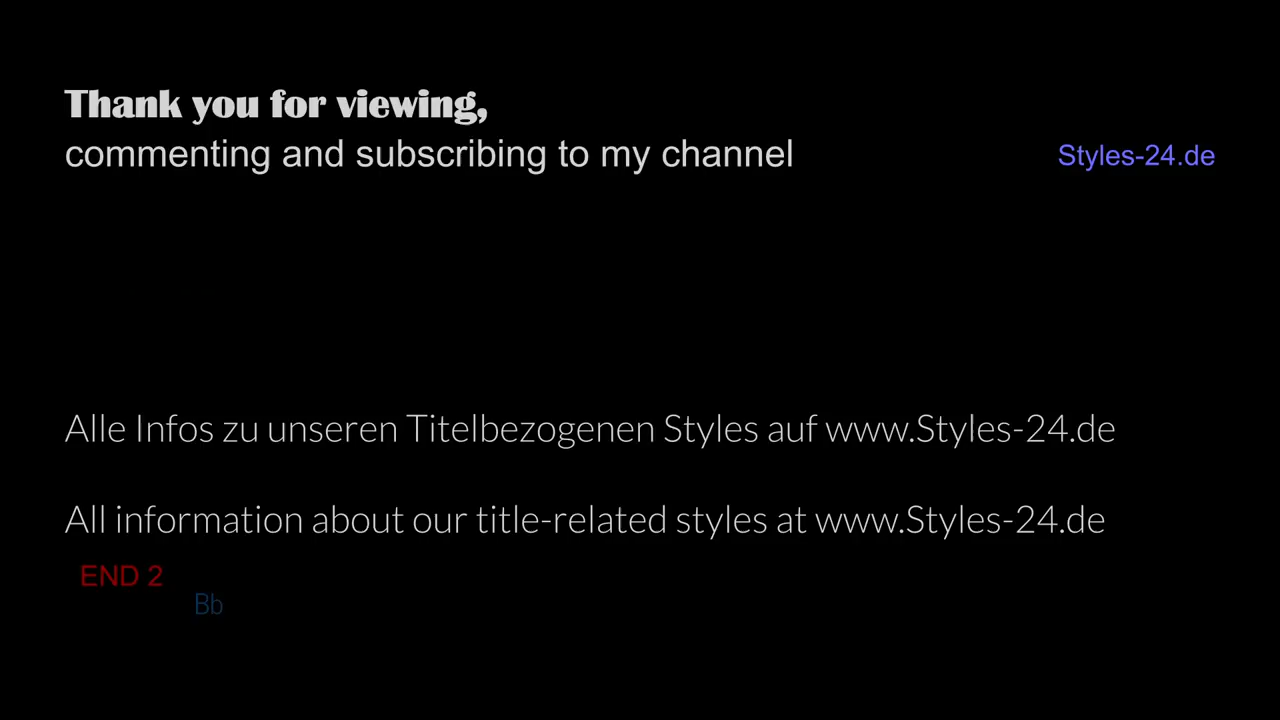 Thank you for viewing,
commenting and subscribing to my channel
Styles-24.de
Alle Infos zu unseren Titelbezogenen Styles auf www.Styles-24.de
All information about our title-related styles at www.Styles-24.de
END 2
Bb